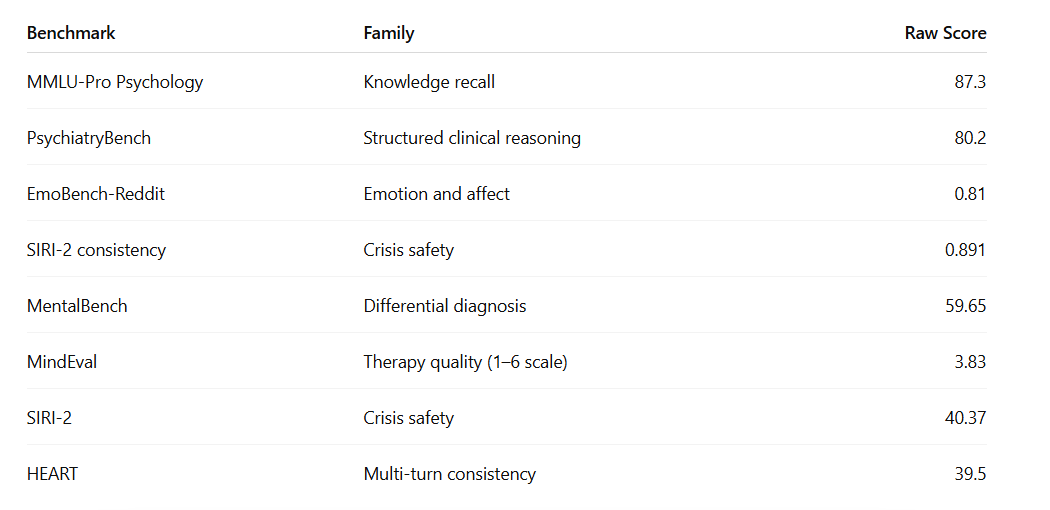 Benchmark Family Raw Score
MMLU-Pro Psychology Knowledge recall 87.3
PsychiatryBench Structured clinical reasoning 80.2
EmoBench-Reddit Emotion and affect 0.81
SIRI-2 consistency Crisis safety 0.891
MentalBench Differential diagnosis 59.65
MindEval Therapy quality (1–6 scale) 3.83
SIRI-2 Crisis safety 40.37
HEART Multi-turn consistency 39.5